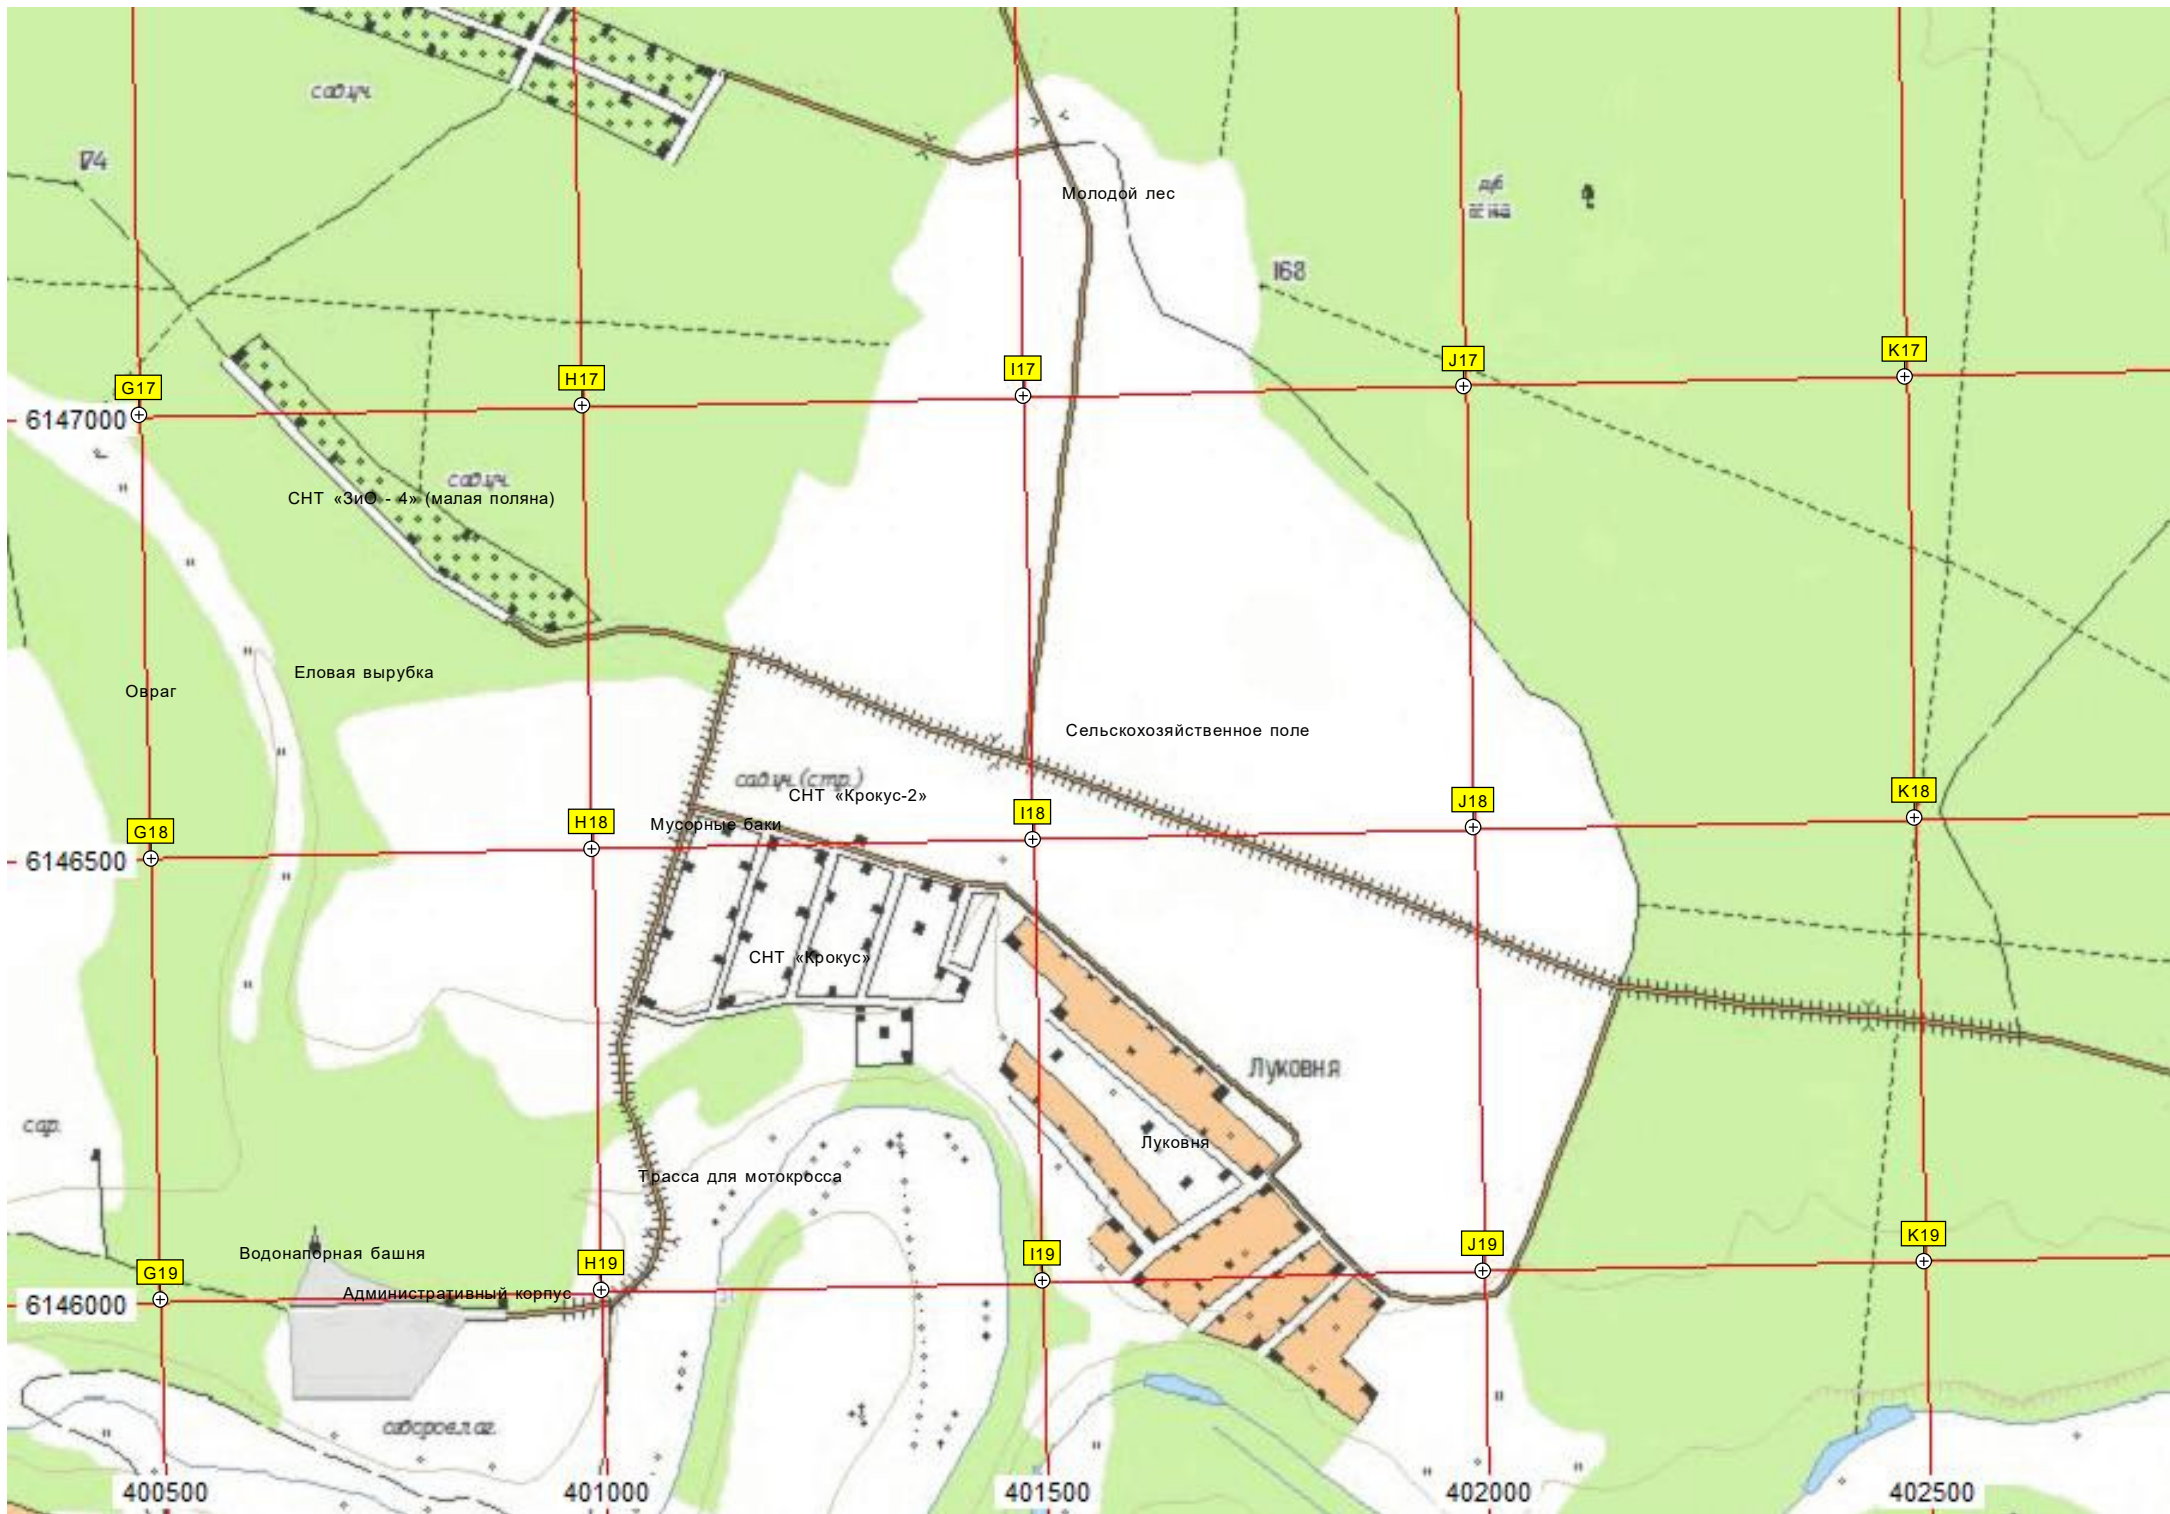 сад.уч.
174
Молодой лес
дуб
168
G17
H17
I17
J17
K17
6147000
сад.уч.
СНТ «ЗиО - 4» (малая поляна)
Еловая вырубка
Овраг
Сельскохозяйственное поле
сад.уч.(стр.)
СНТ «Крокус-2»
Мусорные баки
G18
H18
I18
J18
K18
6146500
СНТ «Крокус»
Луковня
сар.
Луковня
Трасса для мотокросса
Водонапорная башня
G19
H19
I19
J19
K19
Административный корпус
6146000
400500
401000
401500
402000
402500